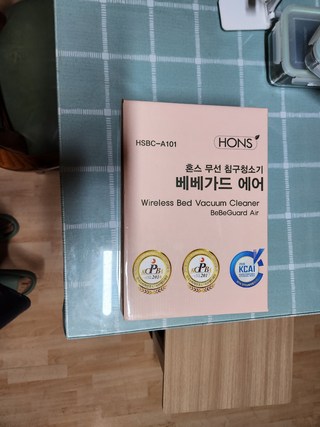 HSBC-A101
HONS
혼스 무선 침구청소기
베베가드 에어
Wireless Bed Vacuum Cleaner
BeBeGuard Air
KCAI